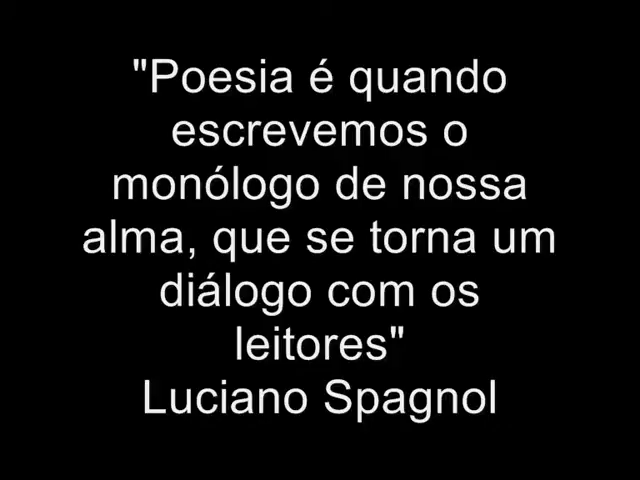 "Poesia é quando
escrevemos o
monólogo de nossa
alma, que se torna um
diálogo com os
leitores"
Luciano Spagnol